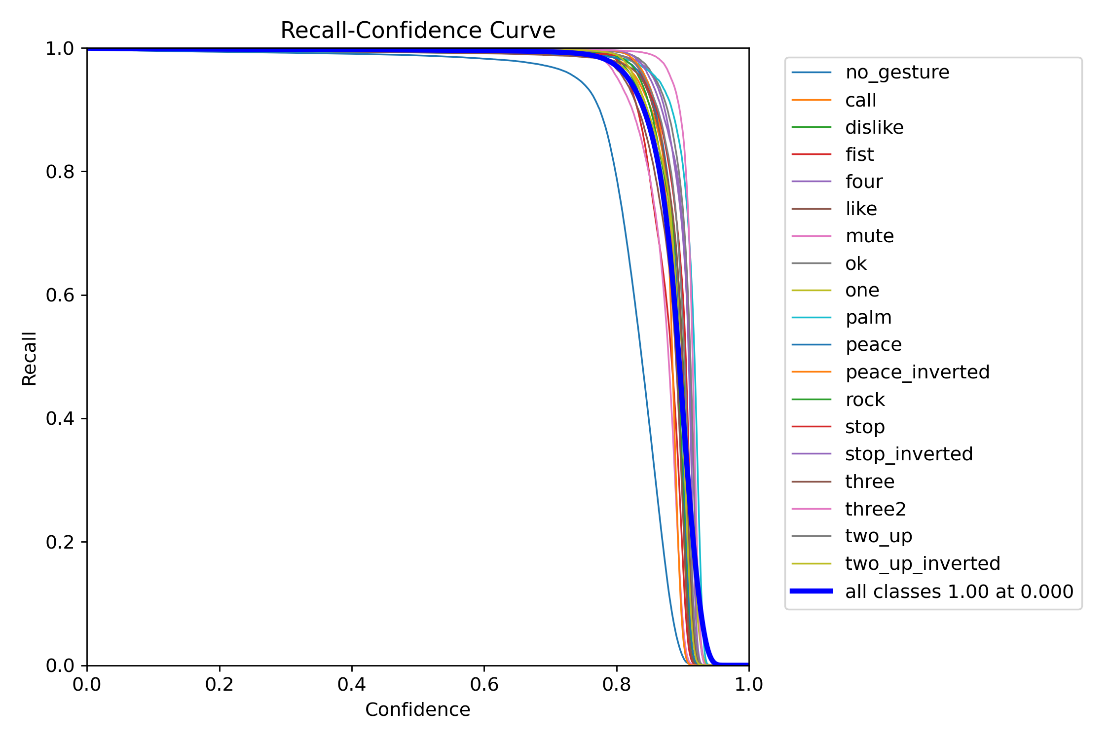 Recall-Confidence Curve
1.0
0.8
0.6
0.4
0.2
0.0
Recall
0.0 0.2 0.4 0.6 0.8 1.0
Confidence
no_gesture
call
dislike
fist
four
like
mute
ok
one
palm
peace
peace_inverted
rock
stop
stop_inverted
three
three2
two_up
two_up_inverted
all classes 1.00 at 0.000